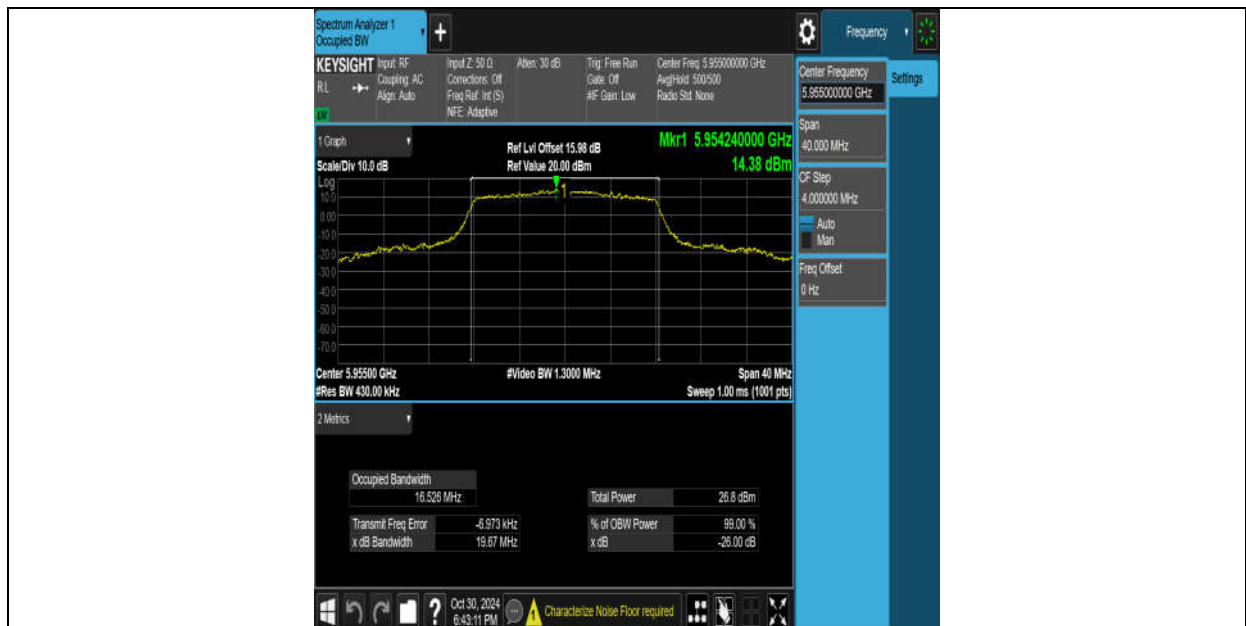 Spectrum Analyzer 1
Occupied BW
+
Frequency
KEYSIGHT
RL
Input: RF
Coupling: AC
Align: Auto
Input Z: 50 Ω
Corrections: Off
Freq Ref: Int (S)
NFE: Adaptive
Atten: 30 dB
Trig: Free Run
Gate: Off
#IF Gain: Low
Center Freq: 5.955000000 GHz
Avg|Hold: 500/500
Radio Std: None
Center Frequency
5.955000000 GHz
Settings
Span
40.000 MHz
CF Step
4.000000 MHz
Auto
Man
Freq Offset
0 Hz
1 Graph
Scale/Div 10.0 dB
Ref Lvl Offset 15.98 dB
Ref Value 20.00 dBm
Mkr1 5.954240000 GHz
14.38 dBm
Log
10.0
0.00
-10.0
-20.0
-30.0
-40.0
-50.0
-60.0
-70.0
1
Center 5.95500 GHz
#Video BW 1.3000 MHz
Span 40 MHz
#Res BW 430.00 kHz
Sweep 1.00 ms (1001 pts)
2 Metrics
Occupied Bandwidth
16.526 MHz
Total Power 26.8 dBm
Transmit Freq Error -6.973 kHz
% of OBW Power 99.00 %
x dB Bandwidth 19.67 MHz
x dB -26.00 dB
?
Oct 30, 2024
6:43:11 PM
Characterize Noise Floor required